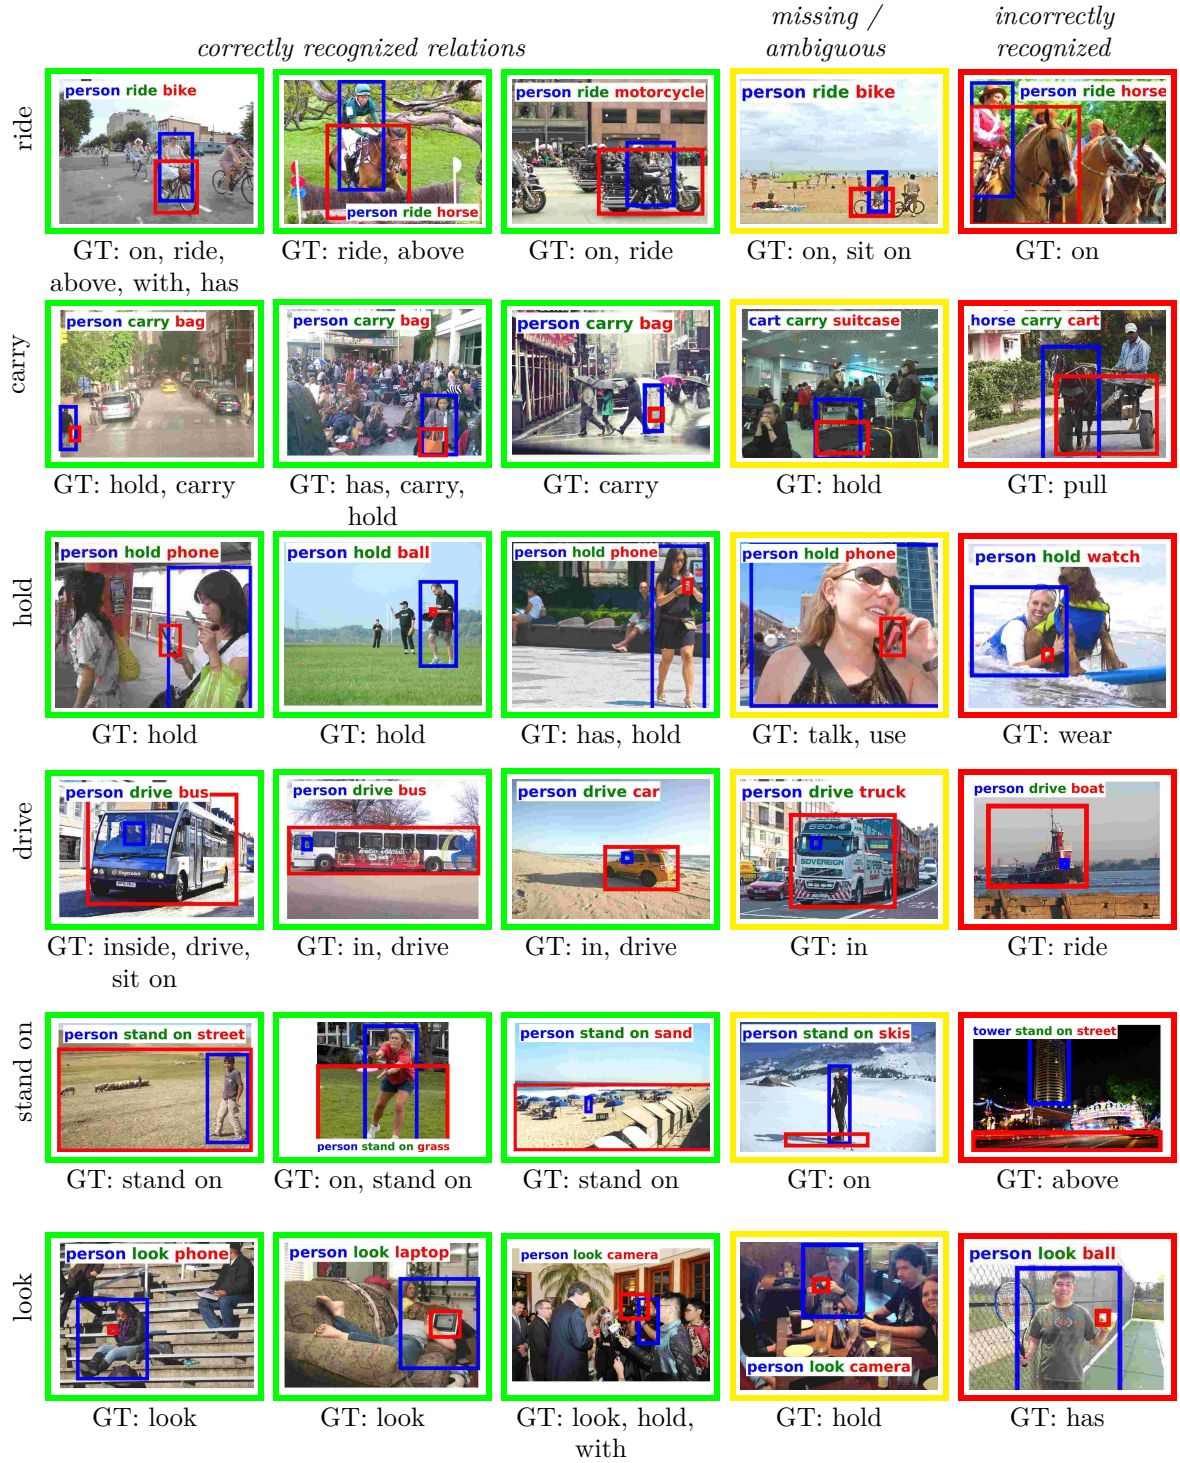 missing /
incorrectly
correctly recognized relations
ambiguous
recognized
ride
person ride bike
person ride horse
person ride motorcycle
person ride bike
person ride horse
GT: on, ride,
above, with, has
GT: ride, above
GT: on, ride
GT: on, sit on
GT: on
carry
person carry bag
person carry bag
person carry bag
cart carry suitcase
horse carry cart
GT: hold, carry
GT: has, carry,
hold
GT: carry
GT: hold
GT: pull
hold
person hold phone
person hold ball
person hold phone
person hold phone
person hold watch
GT: hold
GT: hold
GT: has, hold
GT: talk, use
GT: wear
drive
person drive bus
person drive bus
person drive car
person drive truck
SOVEREIGN
person drive boat
GT: inside, drive,
sit on
GT: in, drive
GT: in, drive
GT: in
GT: ride
stand on
person stand on street
person stand on grass
person stand on sand
person stand on skis
tower stand on street
GT: stand on
GT: on, stand on
GT: stand on
GT: on
GT: above
look
person look phone
person look laptop
person look camera
person look camera
person look ball
GT: look
GT: look
GT: look, hold,
with
GT: hold
GT: has